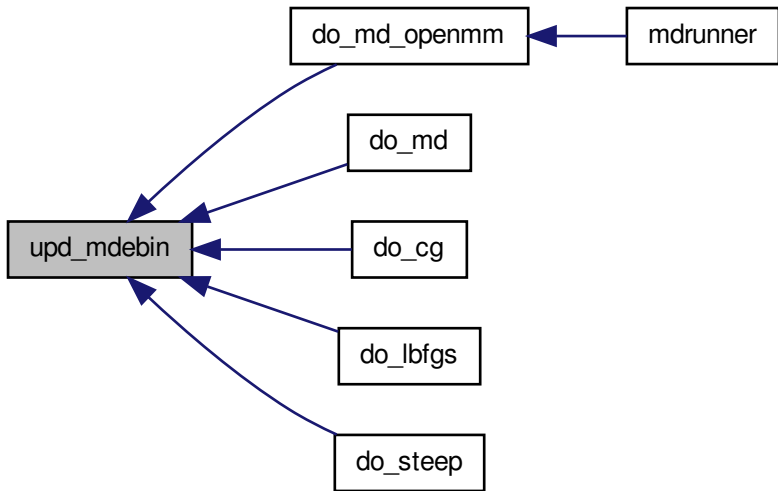 do_md_openmm
mdrunner
do_md
upd_mdebin
do_cg
do_lbfgs
do_steep